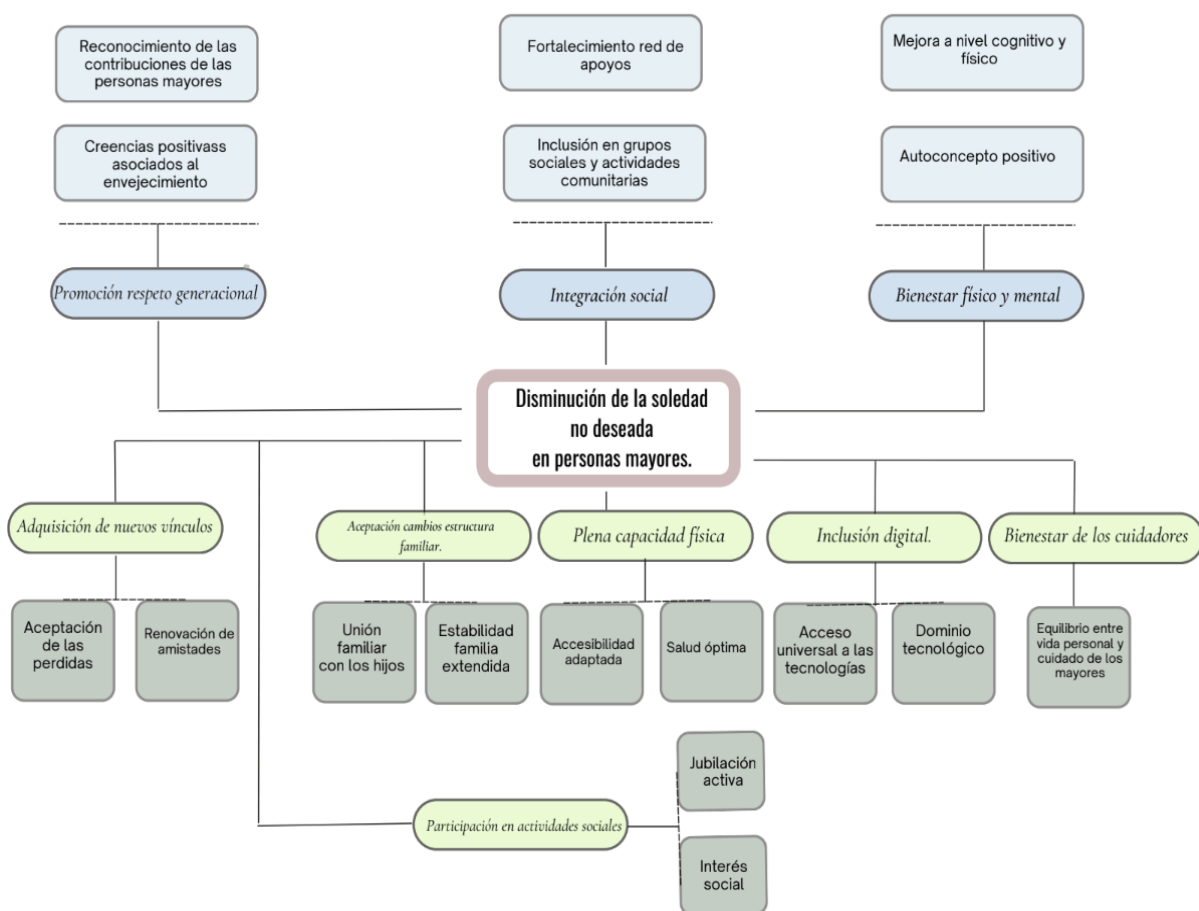 Reconocimiento de las
contribuciones de las
personas mayores
Fortalecimiento red de
apoyos
Mejora a nivel cognitivo y
físico
Creencias positivass
asociados al
envejecimiento
Inclusión en grupos
sociales y actividades
comunitarias
Autoconcepto positivo
Promoción respeto generacional
Integración social
Bienestar físico y mental
Disminución de la soledad
no deseada
en personas mayores.
Adquisición de nuevos vínculos
Aceptación cambios estructura
familiar.
Plena capacidad física
Inclusión digital.
Bienestar de los cuidadores
Aceptación
de las
perdidas
Renovación de
amistades
Unión
familiar
con los hijos
Estabilidad
familia
extendida
Accesibilidad
adaptada
Salud óptima
Acceso
universal a las
tecnologías
Dominio
tecnológico
Equilibrio entre
vida personal y
cuidado de los
mayores
Jubilación
activa
Participación en actividades sociales
Interés
social